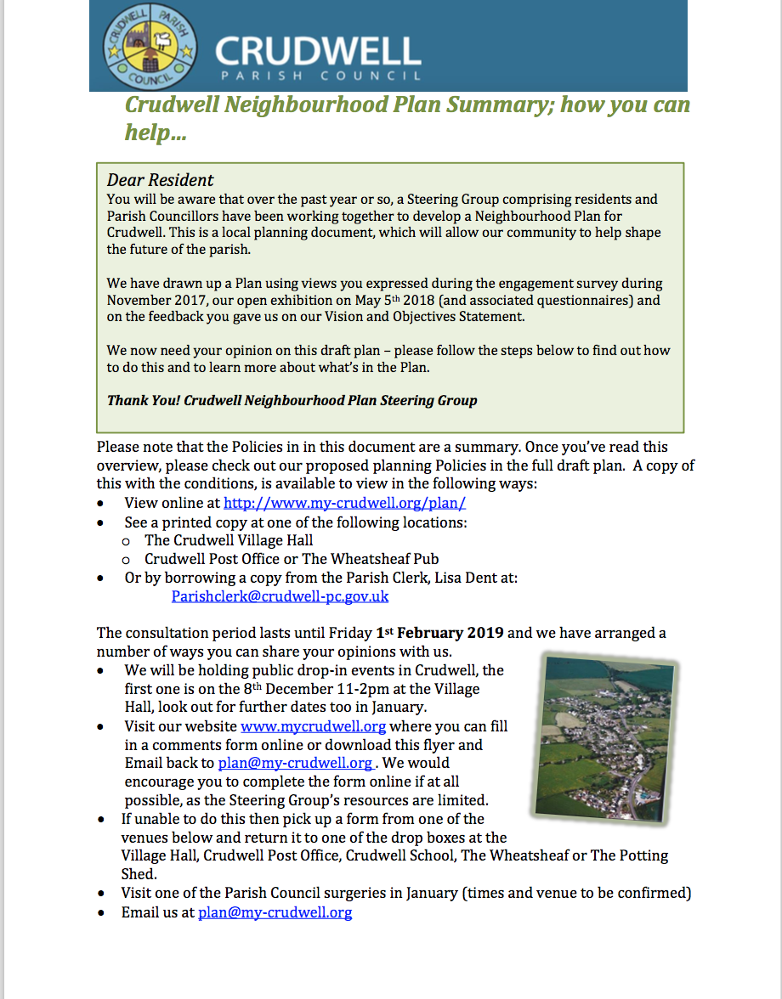 CRUDWELL PARISH
COUNCIL
CRUDWELL
PARISH COUNCIL
Crudwell Neighbourhood Plan Summary; how you can
help...
Dear Resident
You will be aware that over the past year or so, a Steering Group comprising residents and
Parish Councillors have been working together to develop a Neighbourhood Plan for
Crudwell. This is a local planning document, which will allow our community to help shape
the future of the parish.
We have drawn up a Plan using views you expressed during the engagement survey during
November 2017, our open exhibition on May 5th 2018 (and associated questionnaires) and
on the feedback you gave us on our Vision and Objectives Statement.
We now need your opinion on this draft plan – please follow the steps below to find out how
to do this and to learn more about what's in the Plan.
Thank You! Crudwell Neighbourhood Plan Steering Group
Please note that the Policies in in this document are a summary. Once you've read this
overview, please check out our proposed planning Policies in the full draft plan.  A copy of
this with the conditions, is available to view in the following ways:
• View online at http://www.my-crudwell.org/plan/
• See a printed copy at one of the following locations:
o The Crudwell Village Hall
o Crudwell Post Office or The Wheatsheaf Pub
• Or by borrowing a copy from the Parish Clerk, Lisa Dent at:
Parishclerk@crudwell-pc.gov.uk
The consultation period lasts until Friday 1st February 2019 and we have arranged a
number of ways you can share your opinions with us.
• We will be holding public drop-in events in Crudwell, the
first one is on the 8th December 11-2pm at the Village
Hall, look out for further dates too in January.
• Visit our website www.mycrudwell.org where you can fill
in a comments form online or download this flyer and
Email back to plan@my-crudwell.org . We would
encourage you to complete the form online if at all
possible, as the Steering Group's resources are limited.
• If unable to do this then pick up a form from one of the
venues below and return it to one of the drop boxes at the
Village Hall, Crudwell Post Office, Crudwell School, The Wheatsheaf or The Potting
Shed.
• Visit one of the Parish Council surgeries in January (times and venue to be confirmed)
• Email us at plan@my-crudwell.org